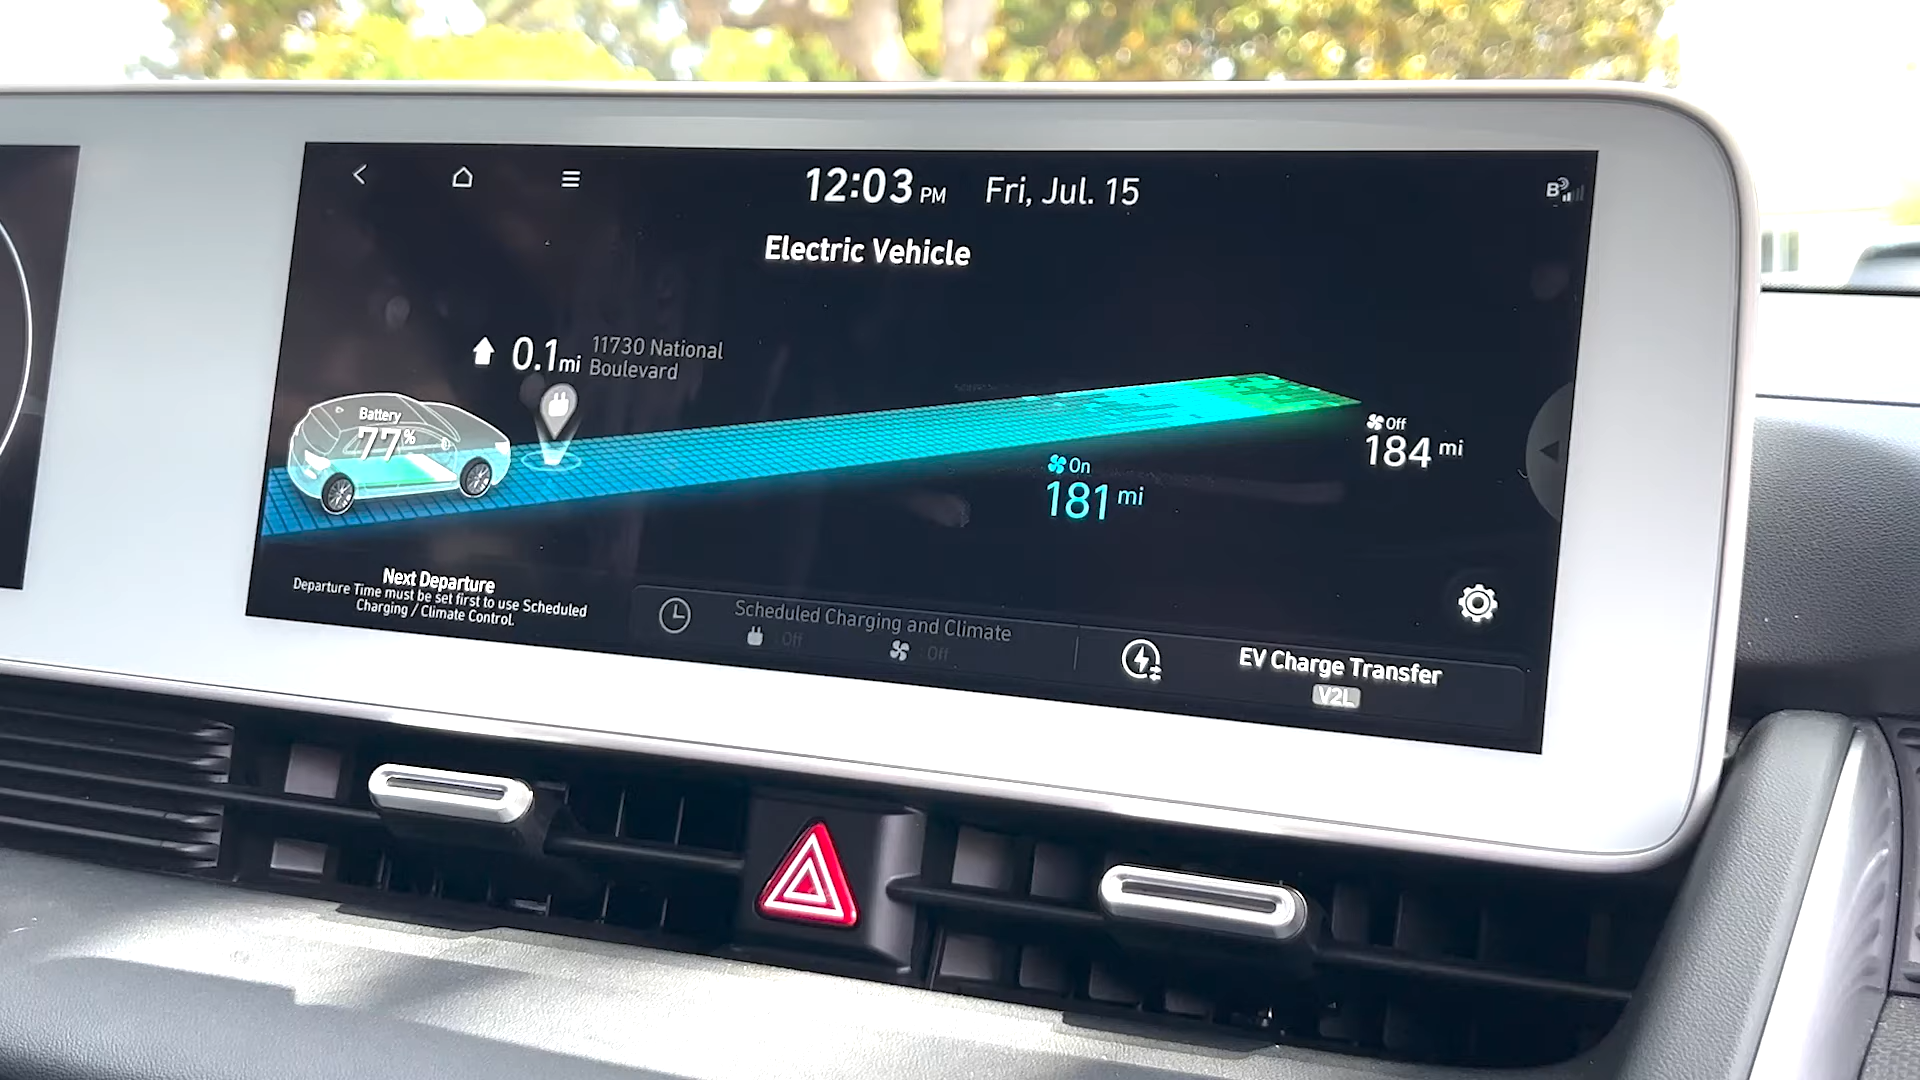 12:03 PM Fri, Jul. 15
B
Electric Vehicle
0.1mi
11730 National
Boulevard
Battery
77%
Off
184 mi
On
181 mi
Next Departure
Departure Time must be set first to use Scheduled
Charging / Climate Control.
Scheduled Charging and Climate
Off Off
EV Charge Transfer
V2L